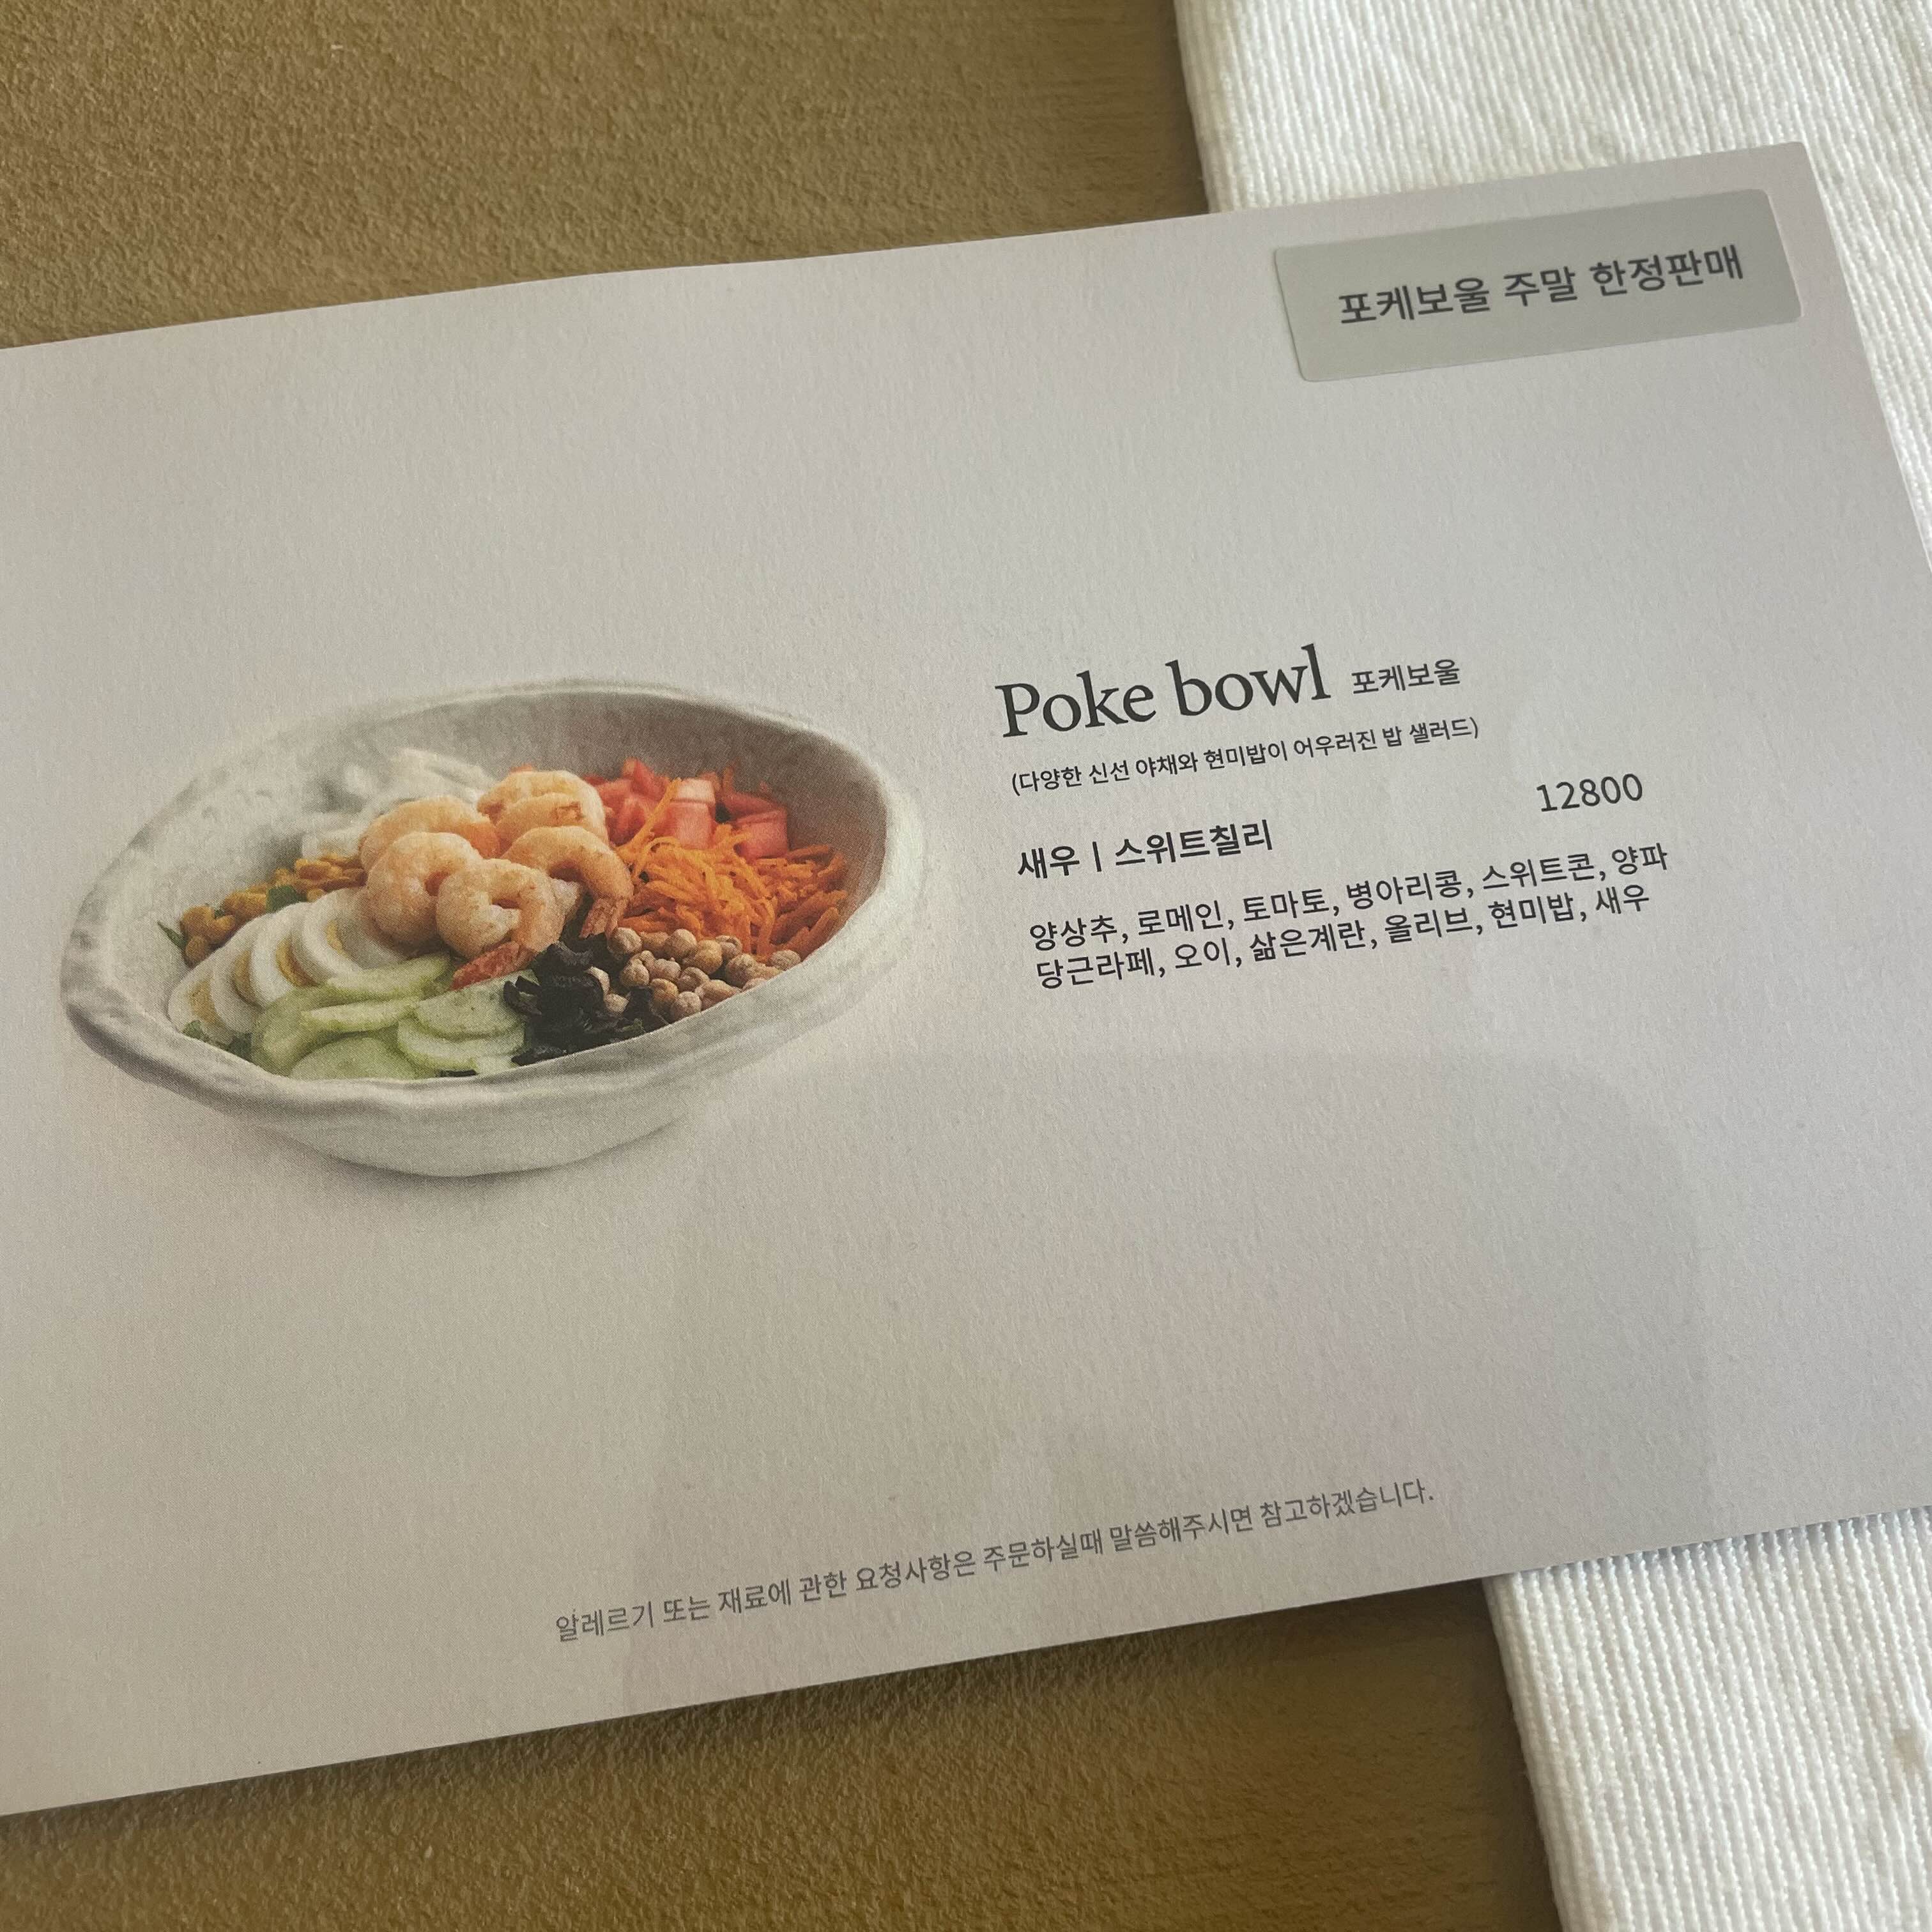 포케보울 주말 한정판매
Poke bowl 포케보울
(다양한 신선 야채와 현미밥이 어우러진 밥 샐러드)
새우 | 스위트칠리 12800
양상추, 로메인, 토마토, 병아리콩, 스위트콘, 양파
당근라페, 오이, 삶은계란, 올리브, 현미밥, 새우
알레르기 또는 재료에 관한 요청사항은 주문하실때 말씀해주시면 참고하겠습니다.